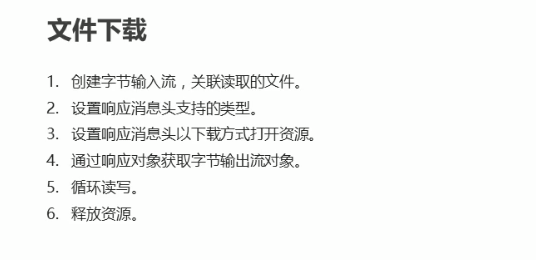 文件下载
1. 创建字节输入流，关联读取的文件。
2. 设置响应消息头支持的类型。
3. 设置响应消息头以下载方式打开资源。
4. 通过响应对象获取字节输出流对象。
5. 循环读写。
6. 释放资源。